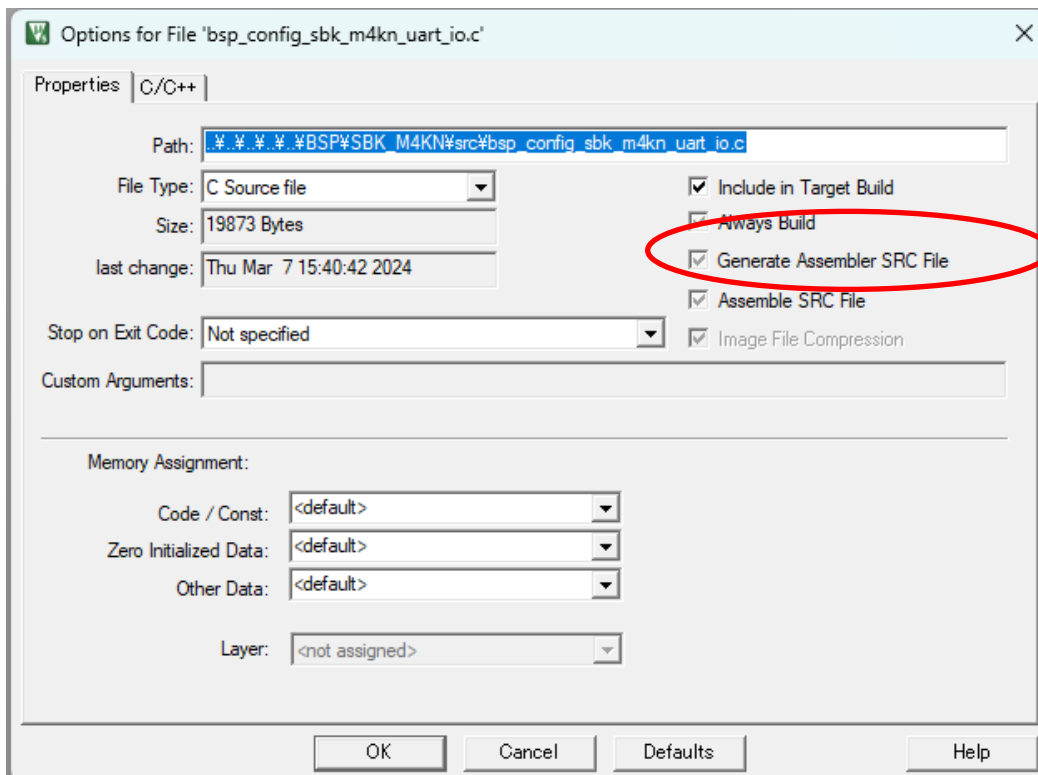 Options for File 'bsp_config_sbk_m4kn_uart_io.c'
Properties
C/C++
Path: ..¥..¥..¥..¥..¥BSP¥SBK_M4KN¥src¥bsp_config_sbk_m4kn_uart_io.c
File Type: C Source file
Include in Target Build
Size: 19873 Bytes
Always Build
last change: Thu Mar 7 15:40:42 2024
Generate Assembler SRC File
Assemble SRC File
Stop on Exit Code: Not specified
Image File Compression
Custom Arguments:
Memory Assignment:
Code / Const: <default>
Zero Initialized Data: <default>
Other Data: <default>
Layer: <not assigned>
OK
Cancel
Defaults
Help